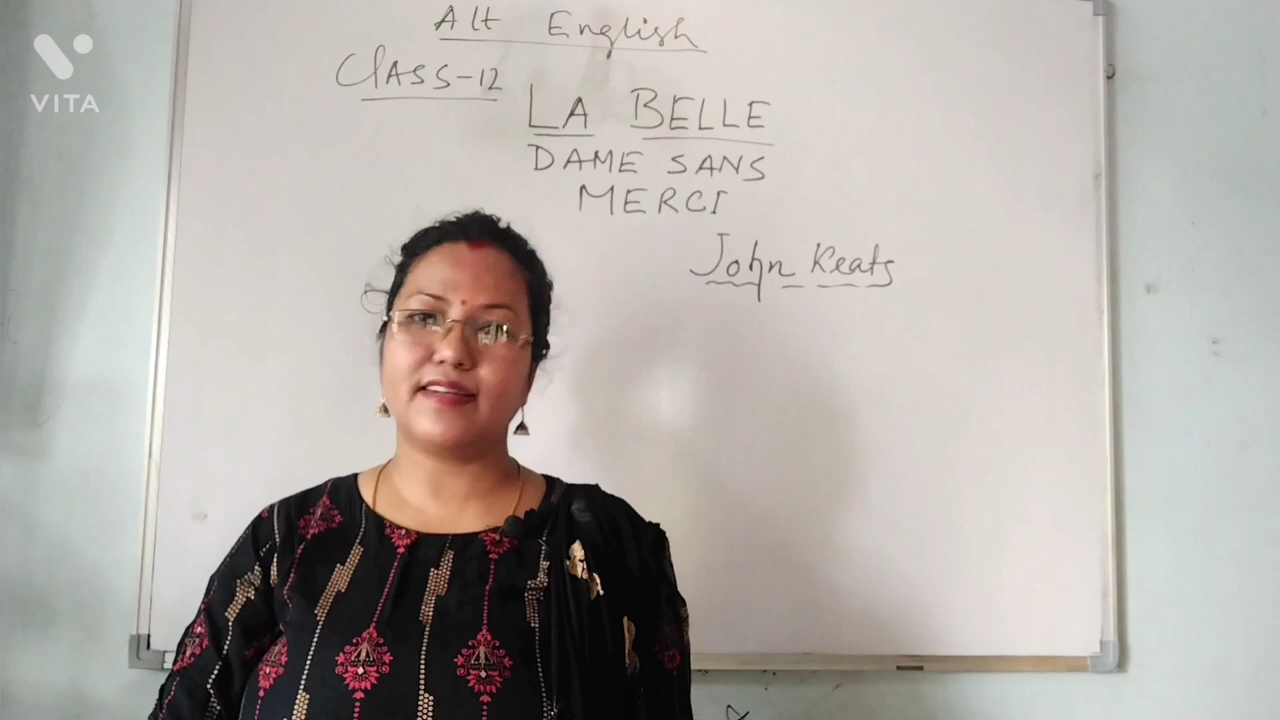 VITA
Alt English
Class-12
LA BELLE
DAME SANS
MERCI
John Keats